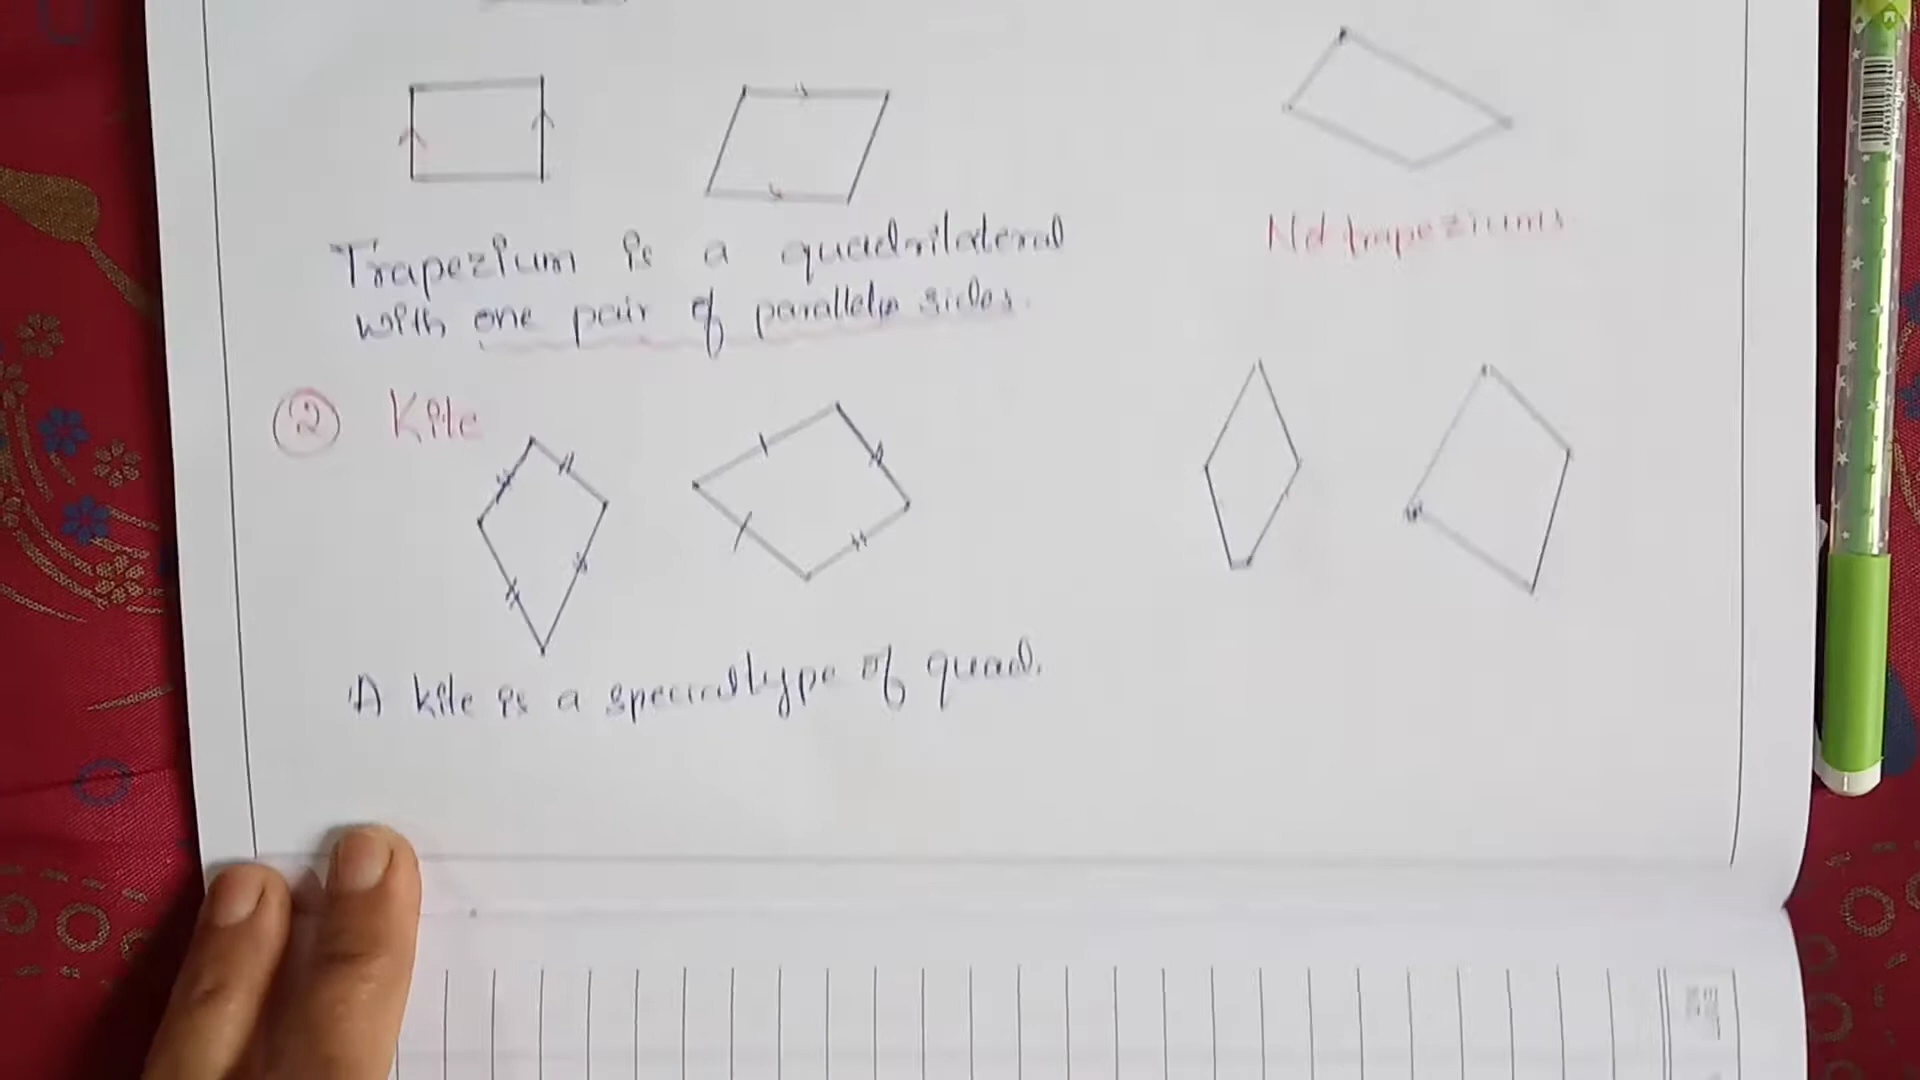 Trapezium is a quadrilateral
Not trapeziums.
with one pair of parallel sides.
② Kite
A kite is a special type of quad.